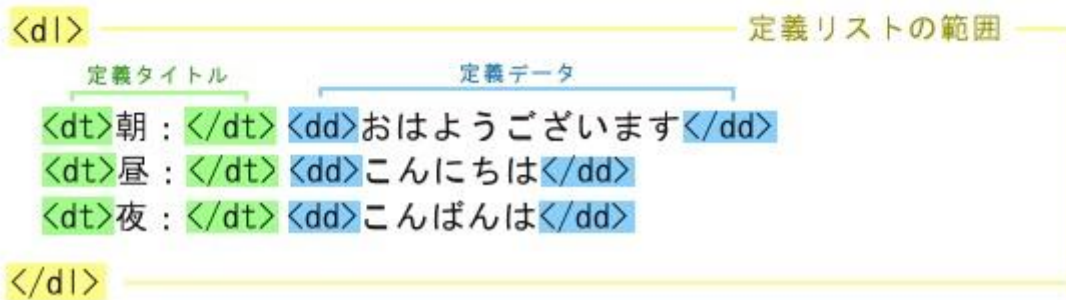 <dl> 定義リストの範囲
定義タイトル 定義データ
<dt>朝：</dt> <dd>おはようございます</dd>
<dt>昼：</dt> <dd>こんにちは</dd>
<dt>夜：</dt> <dd>こんばんは</dd>
</dl>